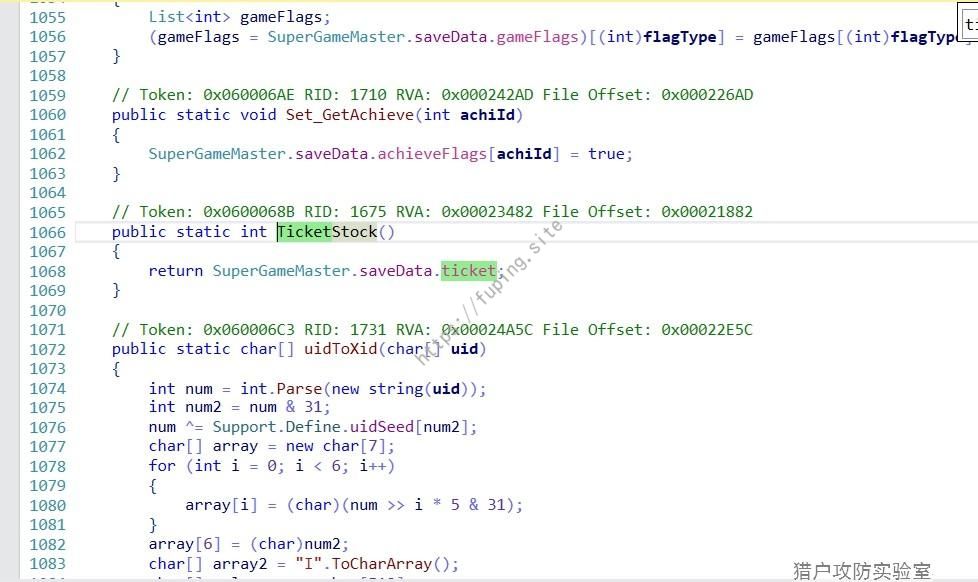 1055 List<int> gameFlags;
1056 (gameFlags = SuperGameMaster.saveData.gameFlags)[(int)flagType] = gameFlags[(int)flagType
1057 }
1058
1059 // Token: 0x060006AE RID: 1710 RVA: 0x000242AD File Offset: 0x000226AD
1060 public static void Set_GetAchieve(int achiId)
1061 {
1062 SuperGameMaster.saveData.achieveFlags[achiId] = true;
1063 }
1064
1065 // Token: 0x0600068B RID: 1675 RVA: 0x00023482 File Offset: 0x00021882
1066 public static int TicketStock()
1067 {
1068 return SuperGameMaster.saveData.ticket;
1069 }
1070
1071 // Token: 0x060006C3 RID: 1731 RVA: 0x00024A5C File Offset: 0x00022E5C
1072 public static char[] uidToXid(char[] uid)
1073 {
1074 int num = int.Parse(new string(uid));
1075 int num2 = num & 31;
1076 num ^= Support.Define.uidSeed[num2];
1077 char[] array = new char[7];
1078 for (int i = 0; i < 6; i++)
1079 {
1080 array[i] = (char)(num >> i * 5 & 31);
1081 }
1082 array[6] = (char)num2;
1083 char[] array2 = "I".ToCharArray();
https://fuping.site
猎户攻防实验室